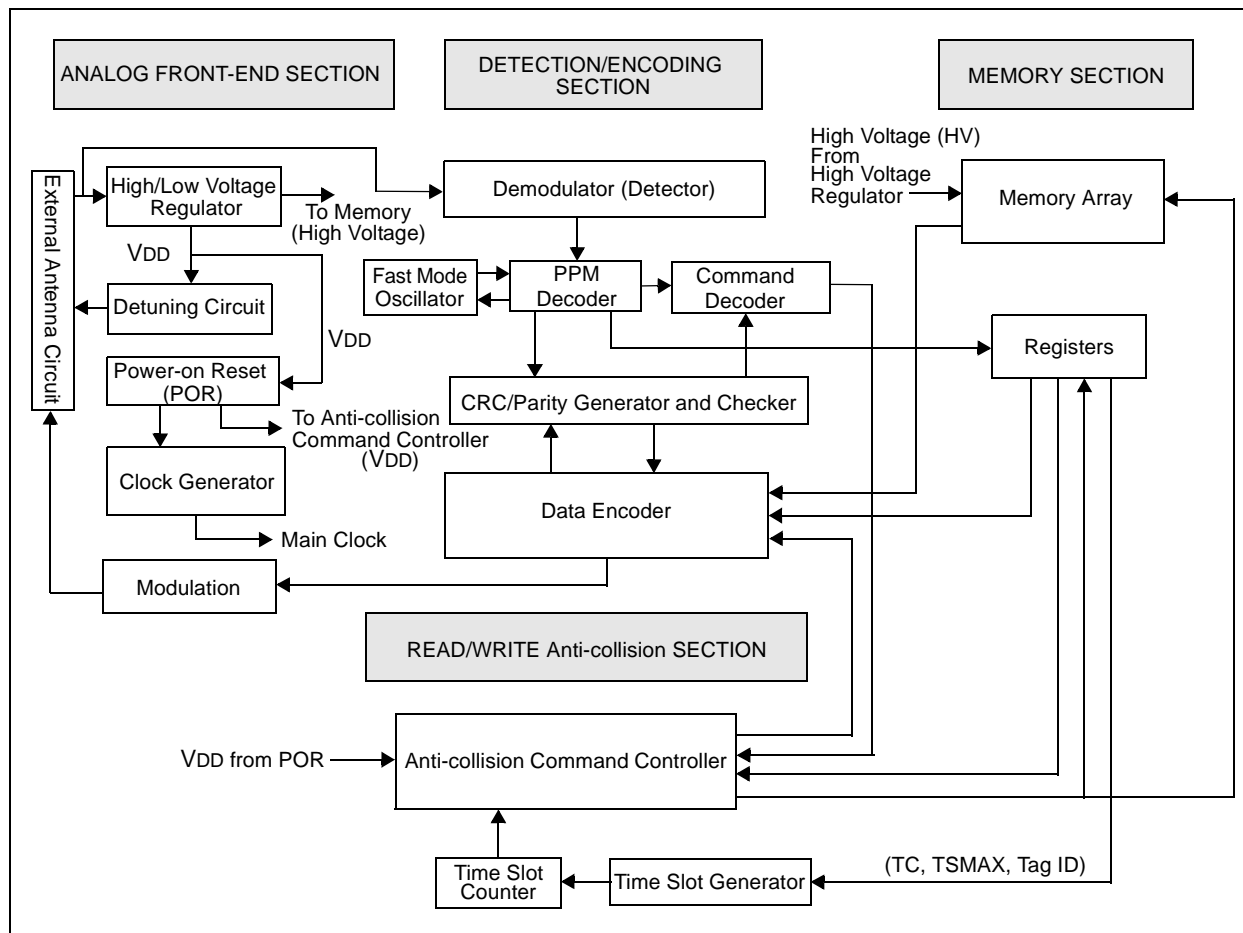 ANALOG FRONT-END SECTION
DETECTION/ENCODING
SECTION
MEMORY SECTION
External Antenna Circuit
High/Low Voltage
Regulator
To Memory
(High Voltage)
VDD
Detuning Circuit
VDD
Power-on Reset
(POR)
To Anti-collision
Command Controller
(VDD)
Clock Generator
Main Clock
Modulation
Demodulator (Detector)
Fast Mode
Oscillator
PPM
Decoder
Command
Decoder
CRC/Parity Generator and Checker
Data Encoder
High Voltage (HV)
From
High Voltage
Regulator
Memory Array
Registers
READ/WRITE Anti-collision SECTION
VDD from POR
Anti-collision Command Controller
Time Slot
Counter
Time Slot Generator
(TC, TSMAX, Tag ID)